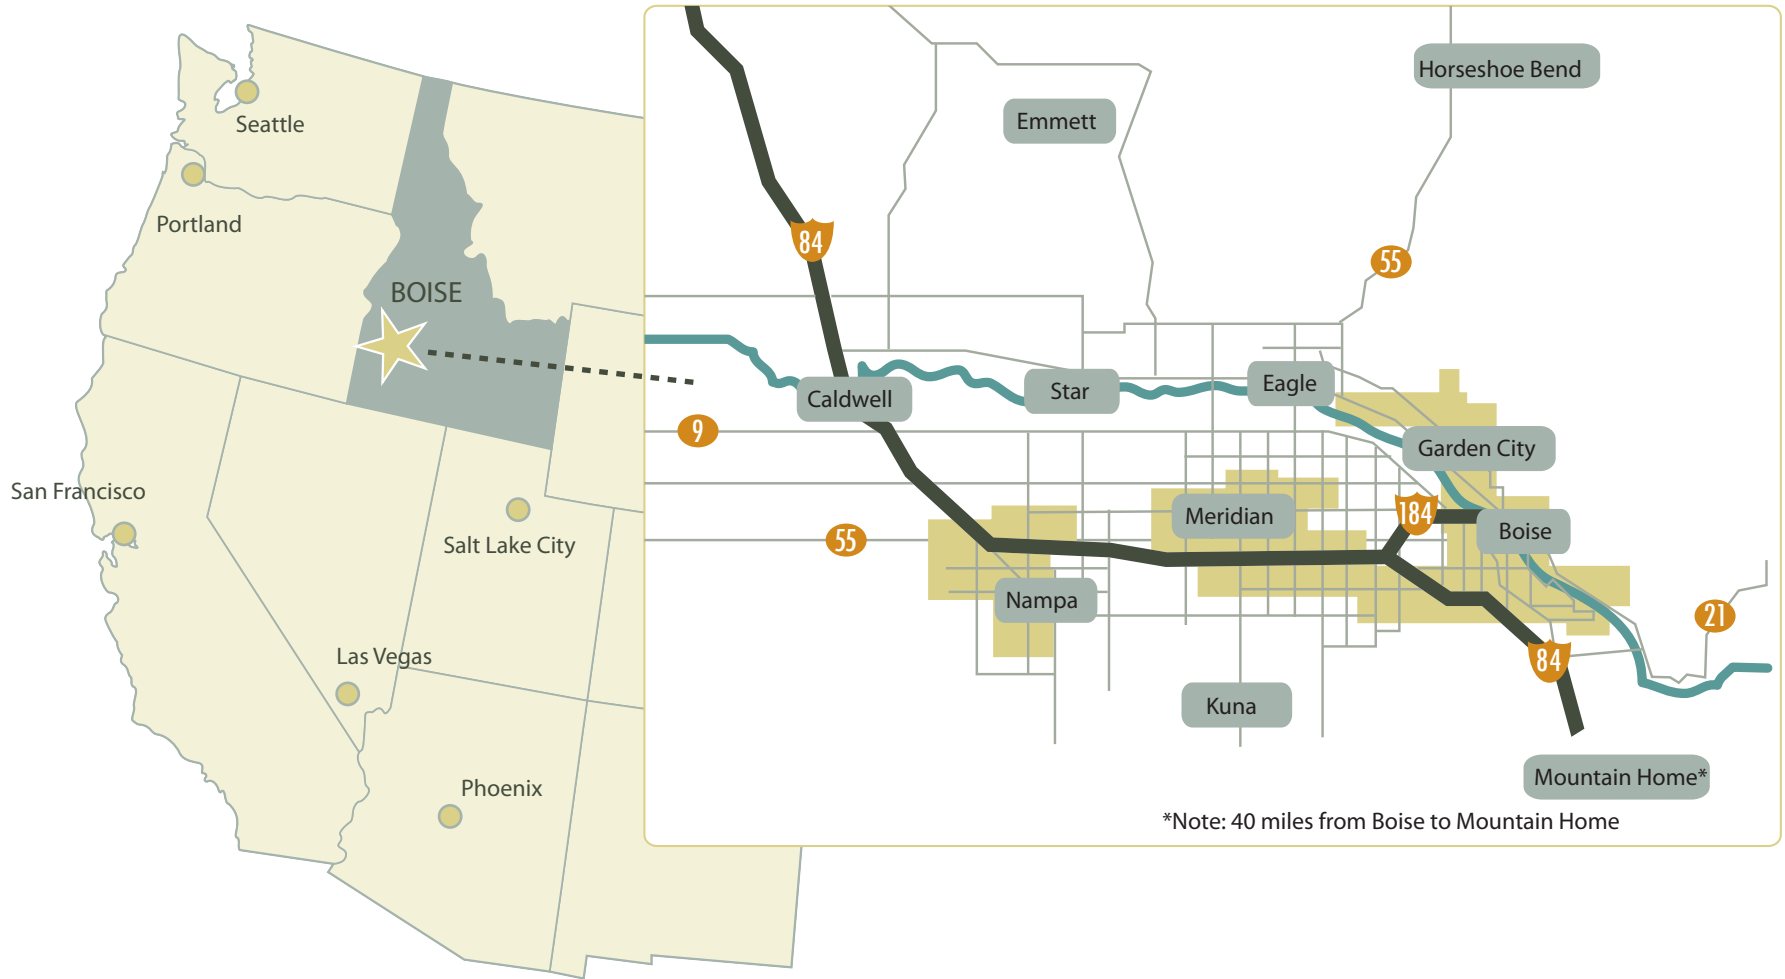 Seattle
Portland
BOISE
San Francisco
Salt Lake City
Las Vegas
Phoenix
Horseshoe Bend
Emmett
84
55
Caldwell
Star
Eagle
9
Garden City
Meridian
184
Boise
55
Nampa
21
84
Kuna
Mountain Home*
*Note: 40 miles from Boise to Mountain Home